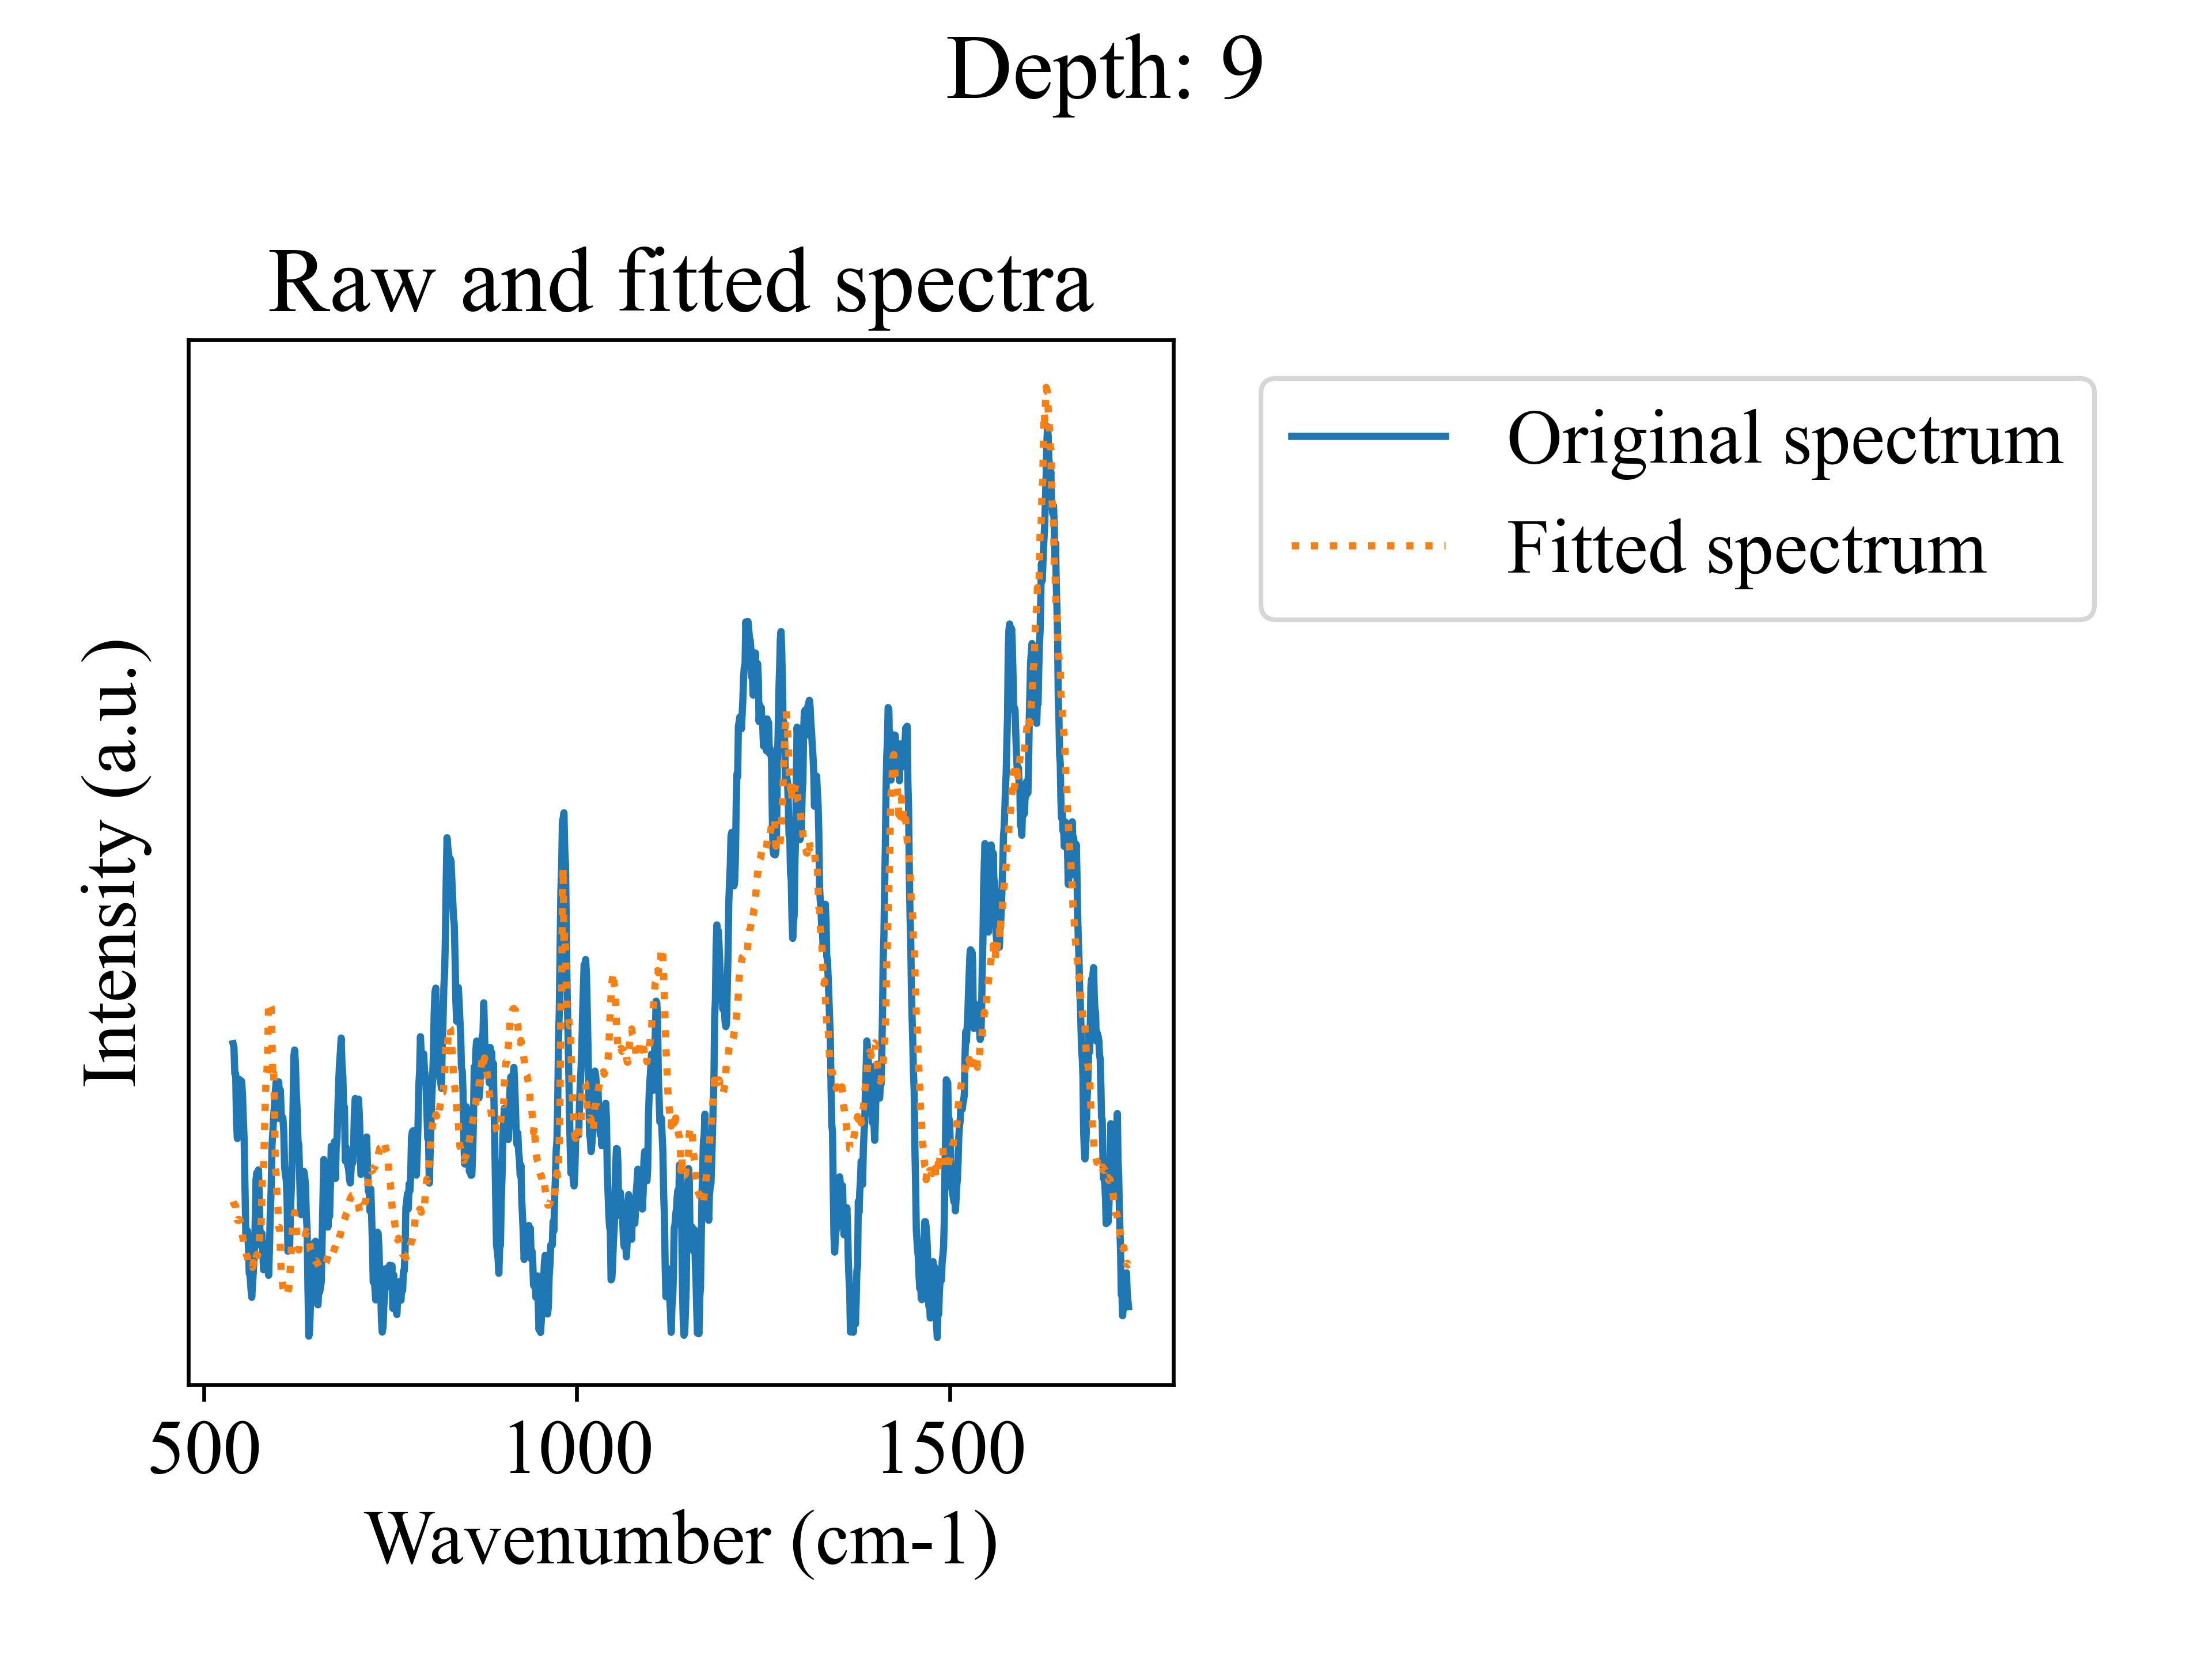 Depth: 9
Raw and fitted spectra
Original spectrum
Fitted spectrum
Intensity (a.u.)
500 1000 1500
Wavenumber (cm-1)